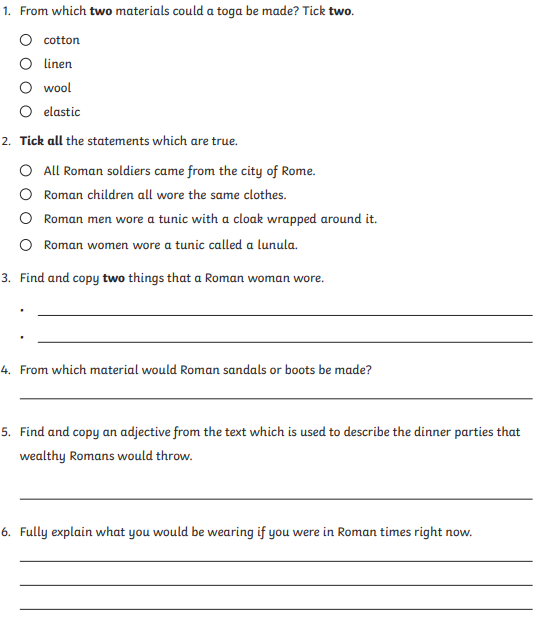 1. From which two materials could a toga be made? Tick two.
cotton
linen
wool
elastic
2. Tick all the statements which are true.
All Roman soldiers came from the city of Rome.
Roman children all wore the same clothes.
Roman men wore a tunic with a cloak wrapped around it.
Roman women wore a tunic called a lunula.
3. Find and copy two things that a Roman woman wore.
•
•
4. From which material would Roman sandals or boots be made?
5. Find and copy an adjective from the text which is used to describe the dinner parties that
wealthy Romans would throw.
6. Fully explain what you would be wearing if you were in Roman times right now.